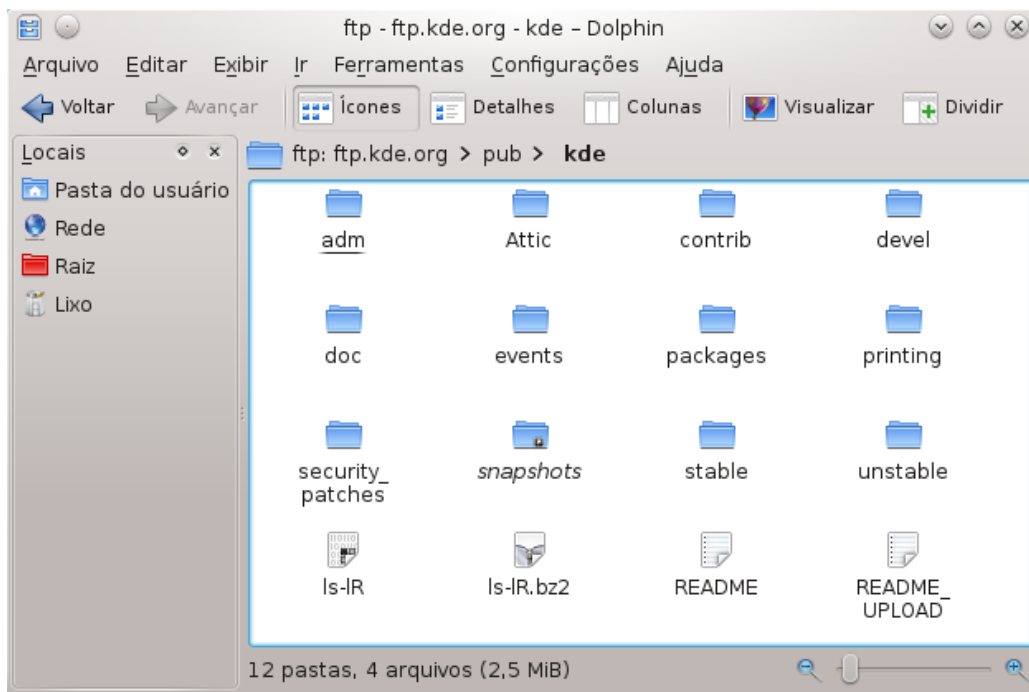 ftp - ftp.kde.org - kde – Dolphin
Arquivo Editar Exibir Ir Ferramentas Configurações Ajuda
Voltar Avançar Ícones Detalhes Colunas Visualizar Dividir
Locais
Pasta do usuário
Rede
Raiz
Lixo
ftp: ftp.kde.org > pub > kde
adm Attic contrib devel
doc events packages printing
security_
patches
snapshots stable unstable
ls-lR ls-lR.bz2 README README_
UPLOAD
12 pastas, 4 arquivos (2,5 MiB)